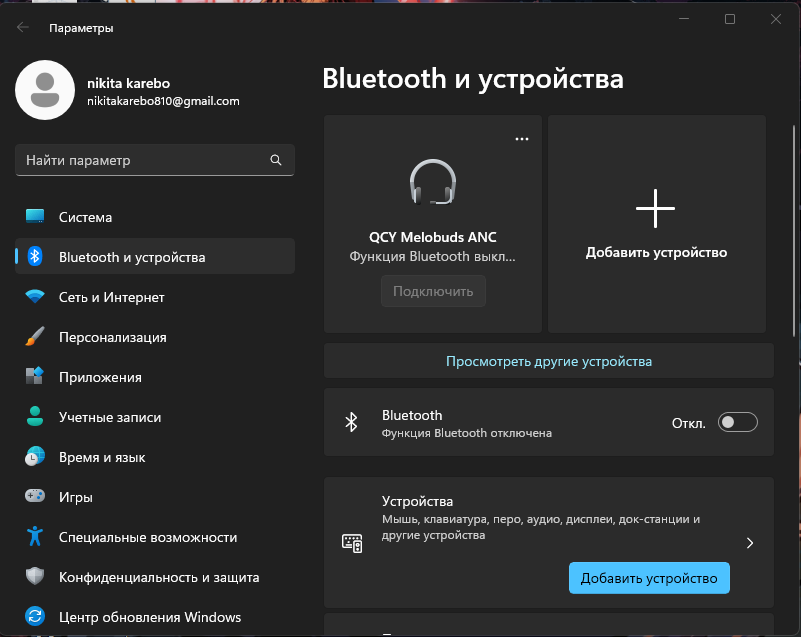 Параметры
nikita karebo
nikitakarebo810@gmail.com
Найти параметр
Система
Bluetooth и устройства
Сеть и Интернет
Персонализация
Приложения
Учетные записи
Время и язык
Игры
Специальные возможности
Конфиденциальность и защита
Центр обновления Windows
Bluetooth и устройства
QCY Melobuds ANC
Функция Bluetooth выкл...
Подключить
Добавить устройство
Просмотреть другие устройства
Bluetooth
Функция Bluetooth отключена
Откл.
Устройства
Мышь, клавиатура, перо, аудио, дисплеи, док-станции и
другие устройства
Добавить устройство